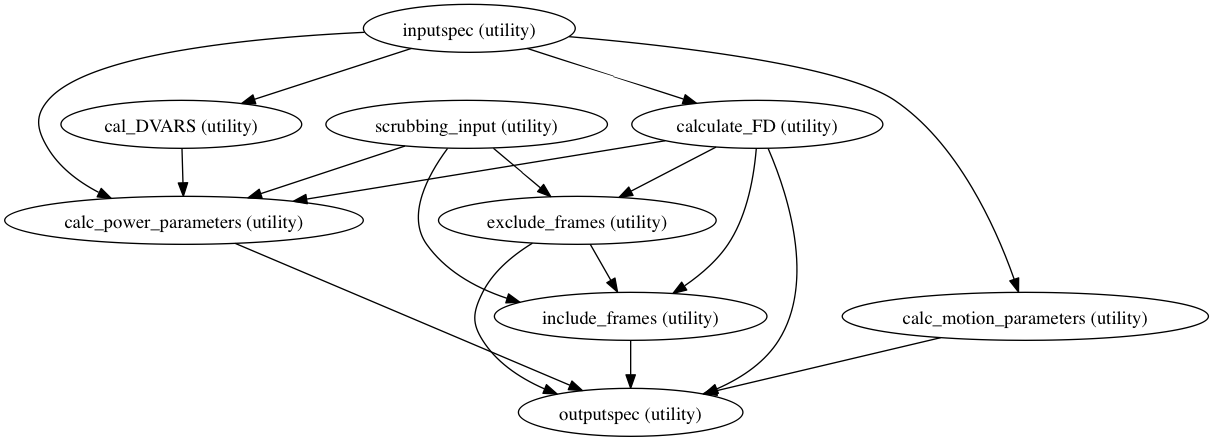 inputspec (utility)
cal_DVARS (utility)
scrubbing_input (utility)
calculate_FD (utility)
calc_power_parameters (utility)
exclude_frames (utility)
include_frames (utility)
calc_motion_parameters (utility)
outputspec (utility)